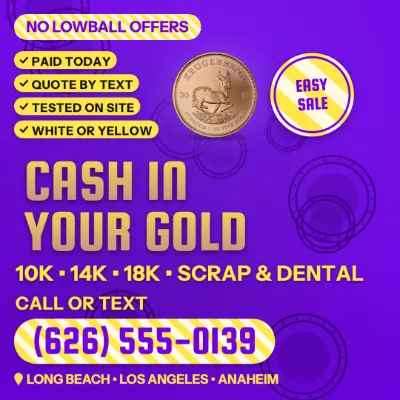 NO LOWBALL OFFERS
✓ PAID TODAY
✓ QUOTE BY TEXT
✓ TESTED ON SITE
✓ WHITE OR YELLOW
KRUGERRAND
EASY
SALE
CASH IN
YOUR GOLD
10K ▪ 14K ▪ 18K ▪ SCRAP & DENTAL
CALL OR TEXT
(626) 555-0139
LONG BEACH ▪ LOS ANGELES ▪ ANAHEIM